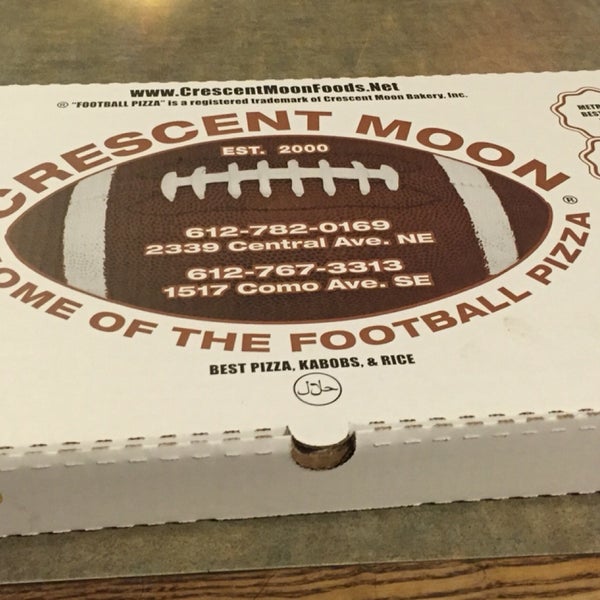 www.CrescentMoonFoods.Net
® "FOOTBALL PIZZA" is a registered trademark of Crescent Moon Bakery, Inc.
CRESCENT MOON
EST. 2000
612-782-0169
2339 Central Ave. NE
612-767-3313
1517 Como Ave. SE
OME OF THE FOOTBALL PIZZA®
BEST PIZZA, KABOBS, & RICE
حلال
METR
BES